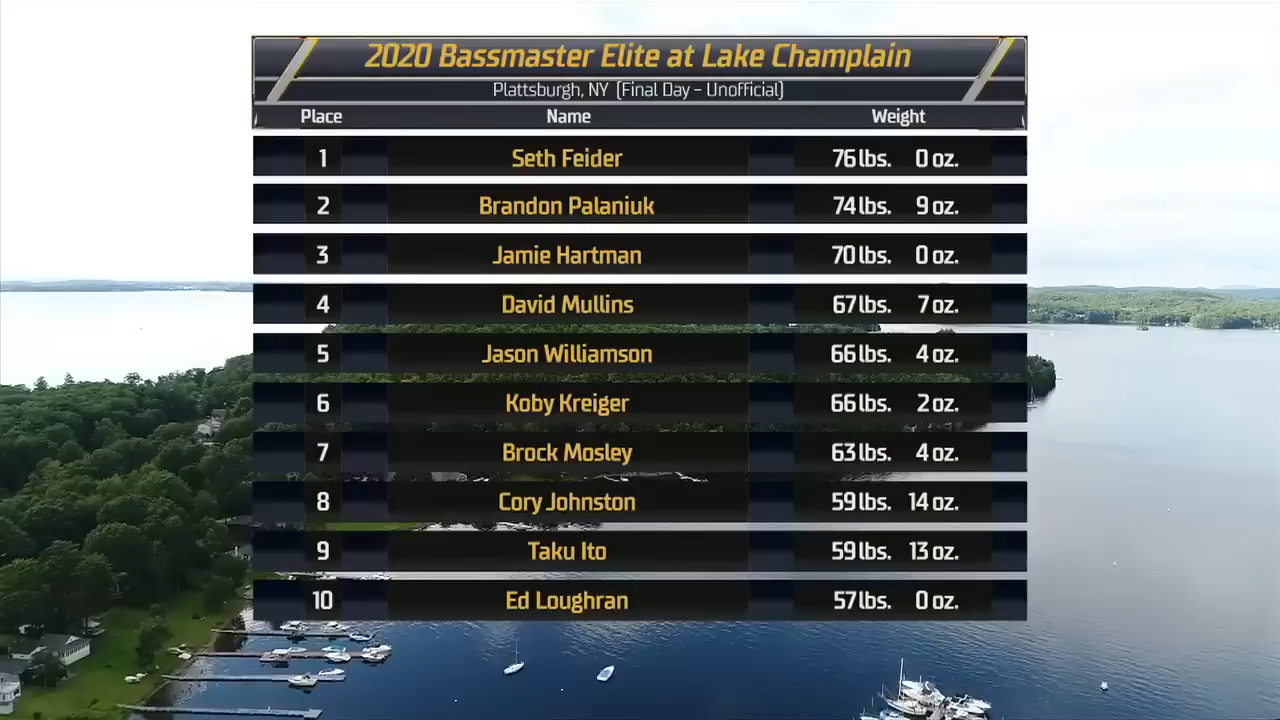 2020 Bassmaster Elite at Lake Champlain
Plattsburgh, NY (Final Day - Unofficial)
Place Name Weight
1 Seth Feider 76 lbs. 0 oz.
2 Brandon Palaniuk 74 lbs. 9 oz.
3 Jamie Hartman 70 lbs. 0 oz.
4 David Mullins 67 lbs. 7 oz.
5 Jason Williamson 66 lbs. 4 oz.
6 Koby Kreiger 66 lbs. 2 oz.
7 Brock Mosley 63 lbs. 4 oz.
8 Cory Johnston 59 lbs. 14 oz.
9 Taku Ito 59 lbs. 13 oz.
10 Ed Loughran 57 lbs. 0 oz.